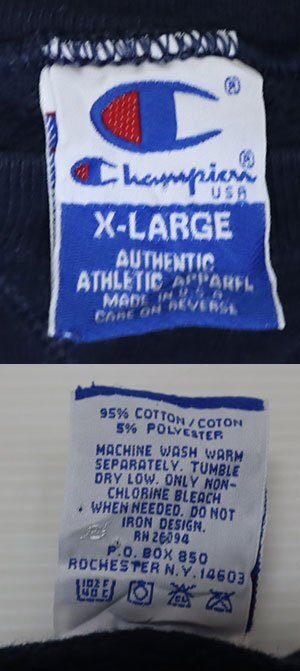 Champion
USA
X-LARGE
AUTHENTIC
ATHLETIC APPAREL
MADE IN U.S.A
CARE ON REVERSE
95% COTTON/COTON
5% POLYESTER
MACHINE WASH WARM
SEPARATELY. TUMBLE
DRY LOW. ONLY NON-
CHLORINE BLEACH
WHEN NEEDED. DO NOT
IRON DESIGN.
RN 26094
P.O. BOX 850
ROCHESTER N.Y. 14603